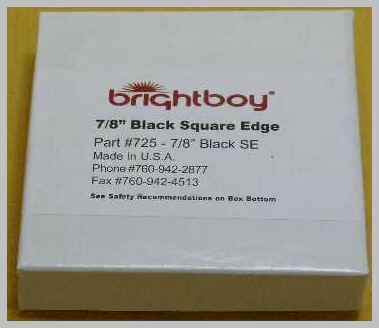 brightboy®
7/8" Black Square Edge
Part #725 - 7/8" Black SE
Made in U.S.A.
Phone #760-942-2877
Fax #760-942-4513
See Safety Recommendations on Box Bottom